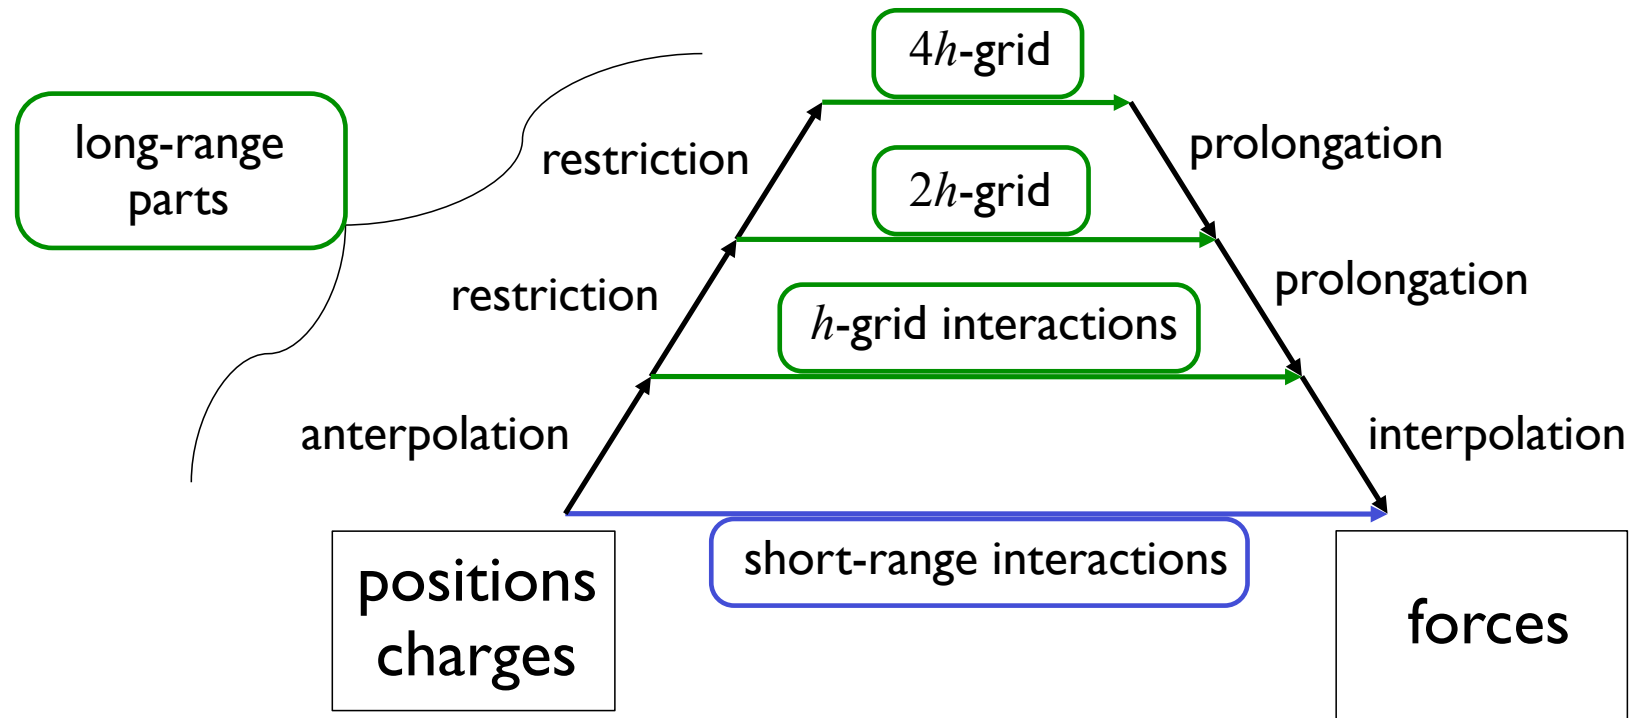 4h-grid
long-range
parts
restriction
prolongation
2h-grid
restriction
prolongation
h-grid interactions
anterpolation
interpolation
short-range interactions
positions
charges
forces